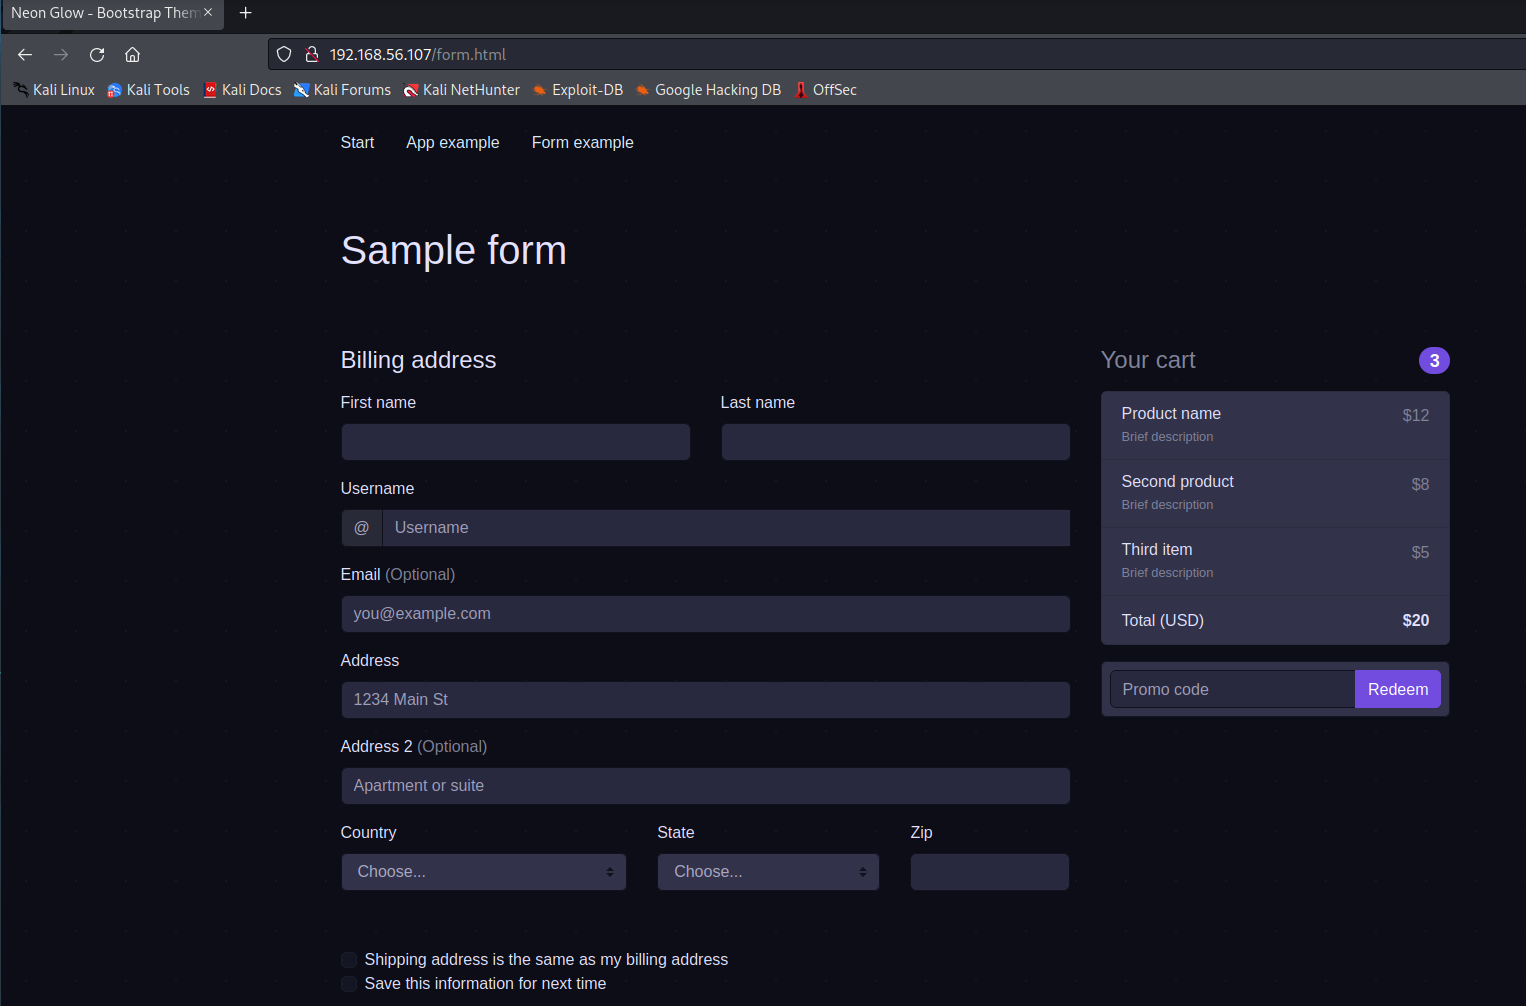 Neon Glow - Bootstrap Them
192.168.56.107/form.html
Kali Linux Kali Tools Kali Docs Kali Forums Kali NetHunter Exploit-DB Google Hacking DB OffSec
Start App example Form example
Sample form
Billing address
First name Last name
Username
@ Username
Email (Optional)
you@example.com
Address
1234 Main St
Address 2 (Optional)
Apartment or suite
Country State Zip
Choose... Choose...
Shipping address is the same as my billing address
Save this information for next time
Your cart 3
Product name $12
Brief description
Second product $8
Brief description
Third item $5
Brief description
Total (USD) $20
Promo code Redeem